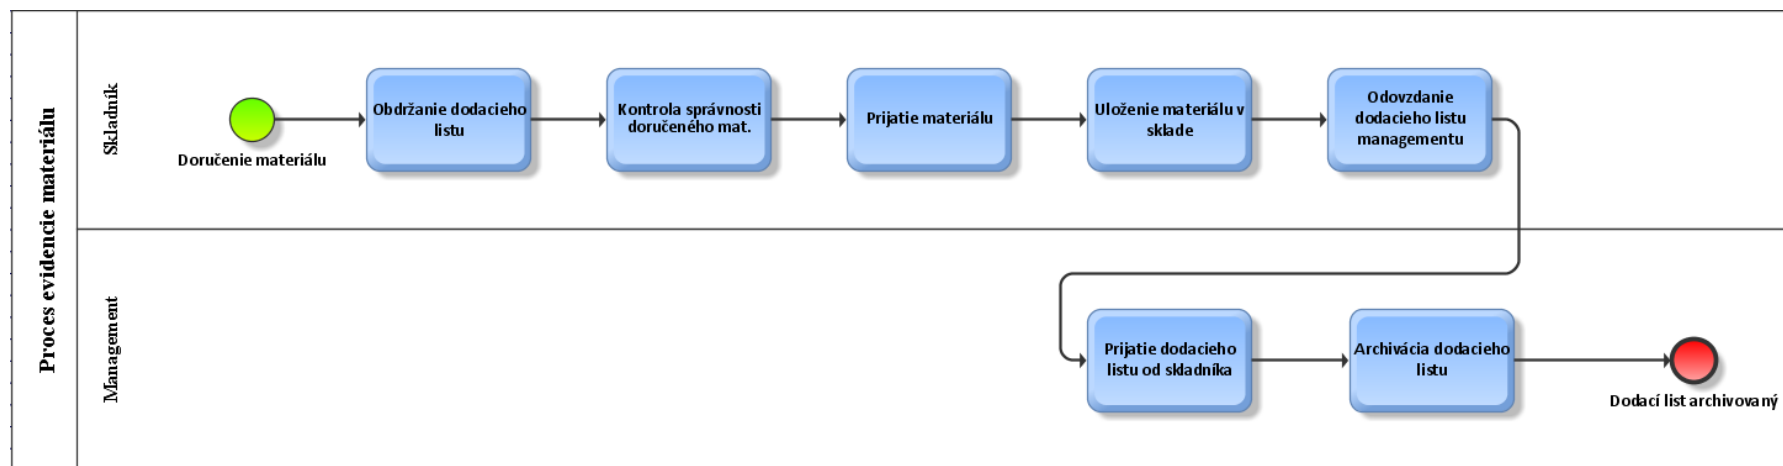 Proces evidencie materiálu
Skladník
Doručenie materiálu
Obdržanie dodacieho
listu
Kontrola správnosti
doručeného mat.
Prijatie materiálu
Uloženie materiálu v
sklade
Odovzdanie
dodacieho listu
managementu
Management
Prijatie dodacieho
listu od skladníka
Archivácia dodacieho
listu
Dodací list archivovaný